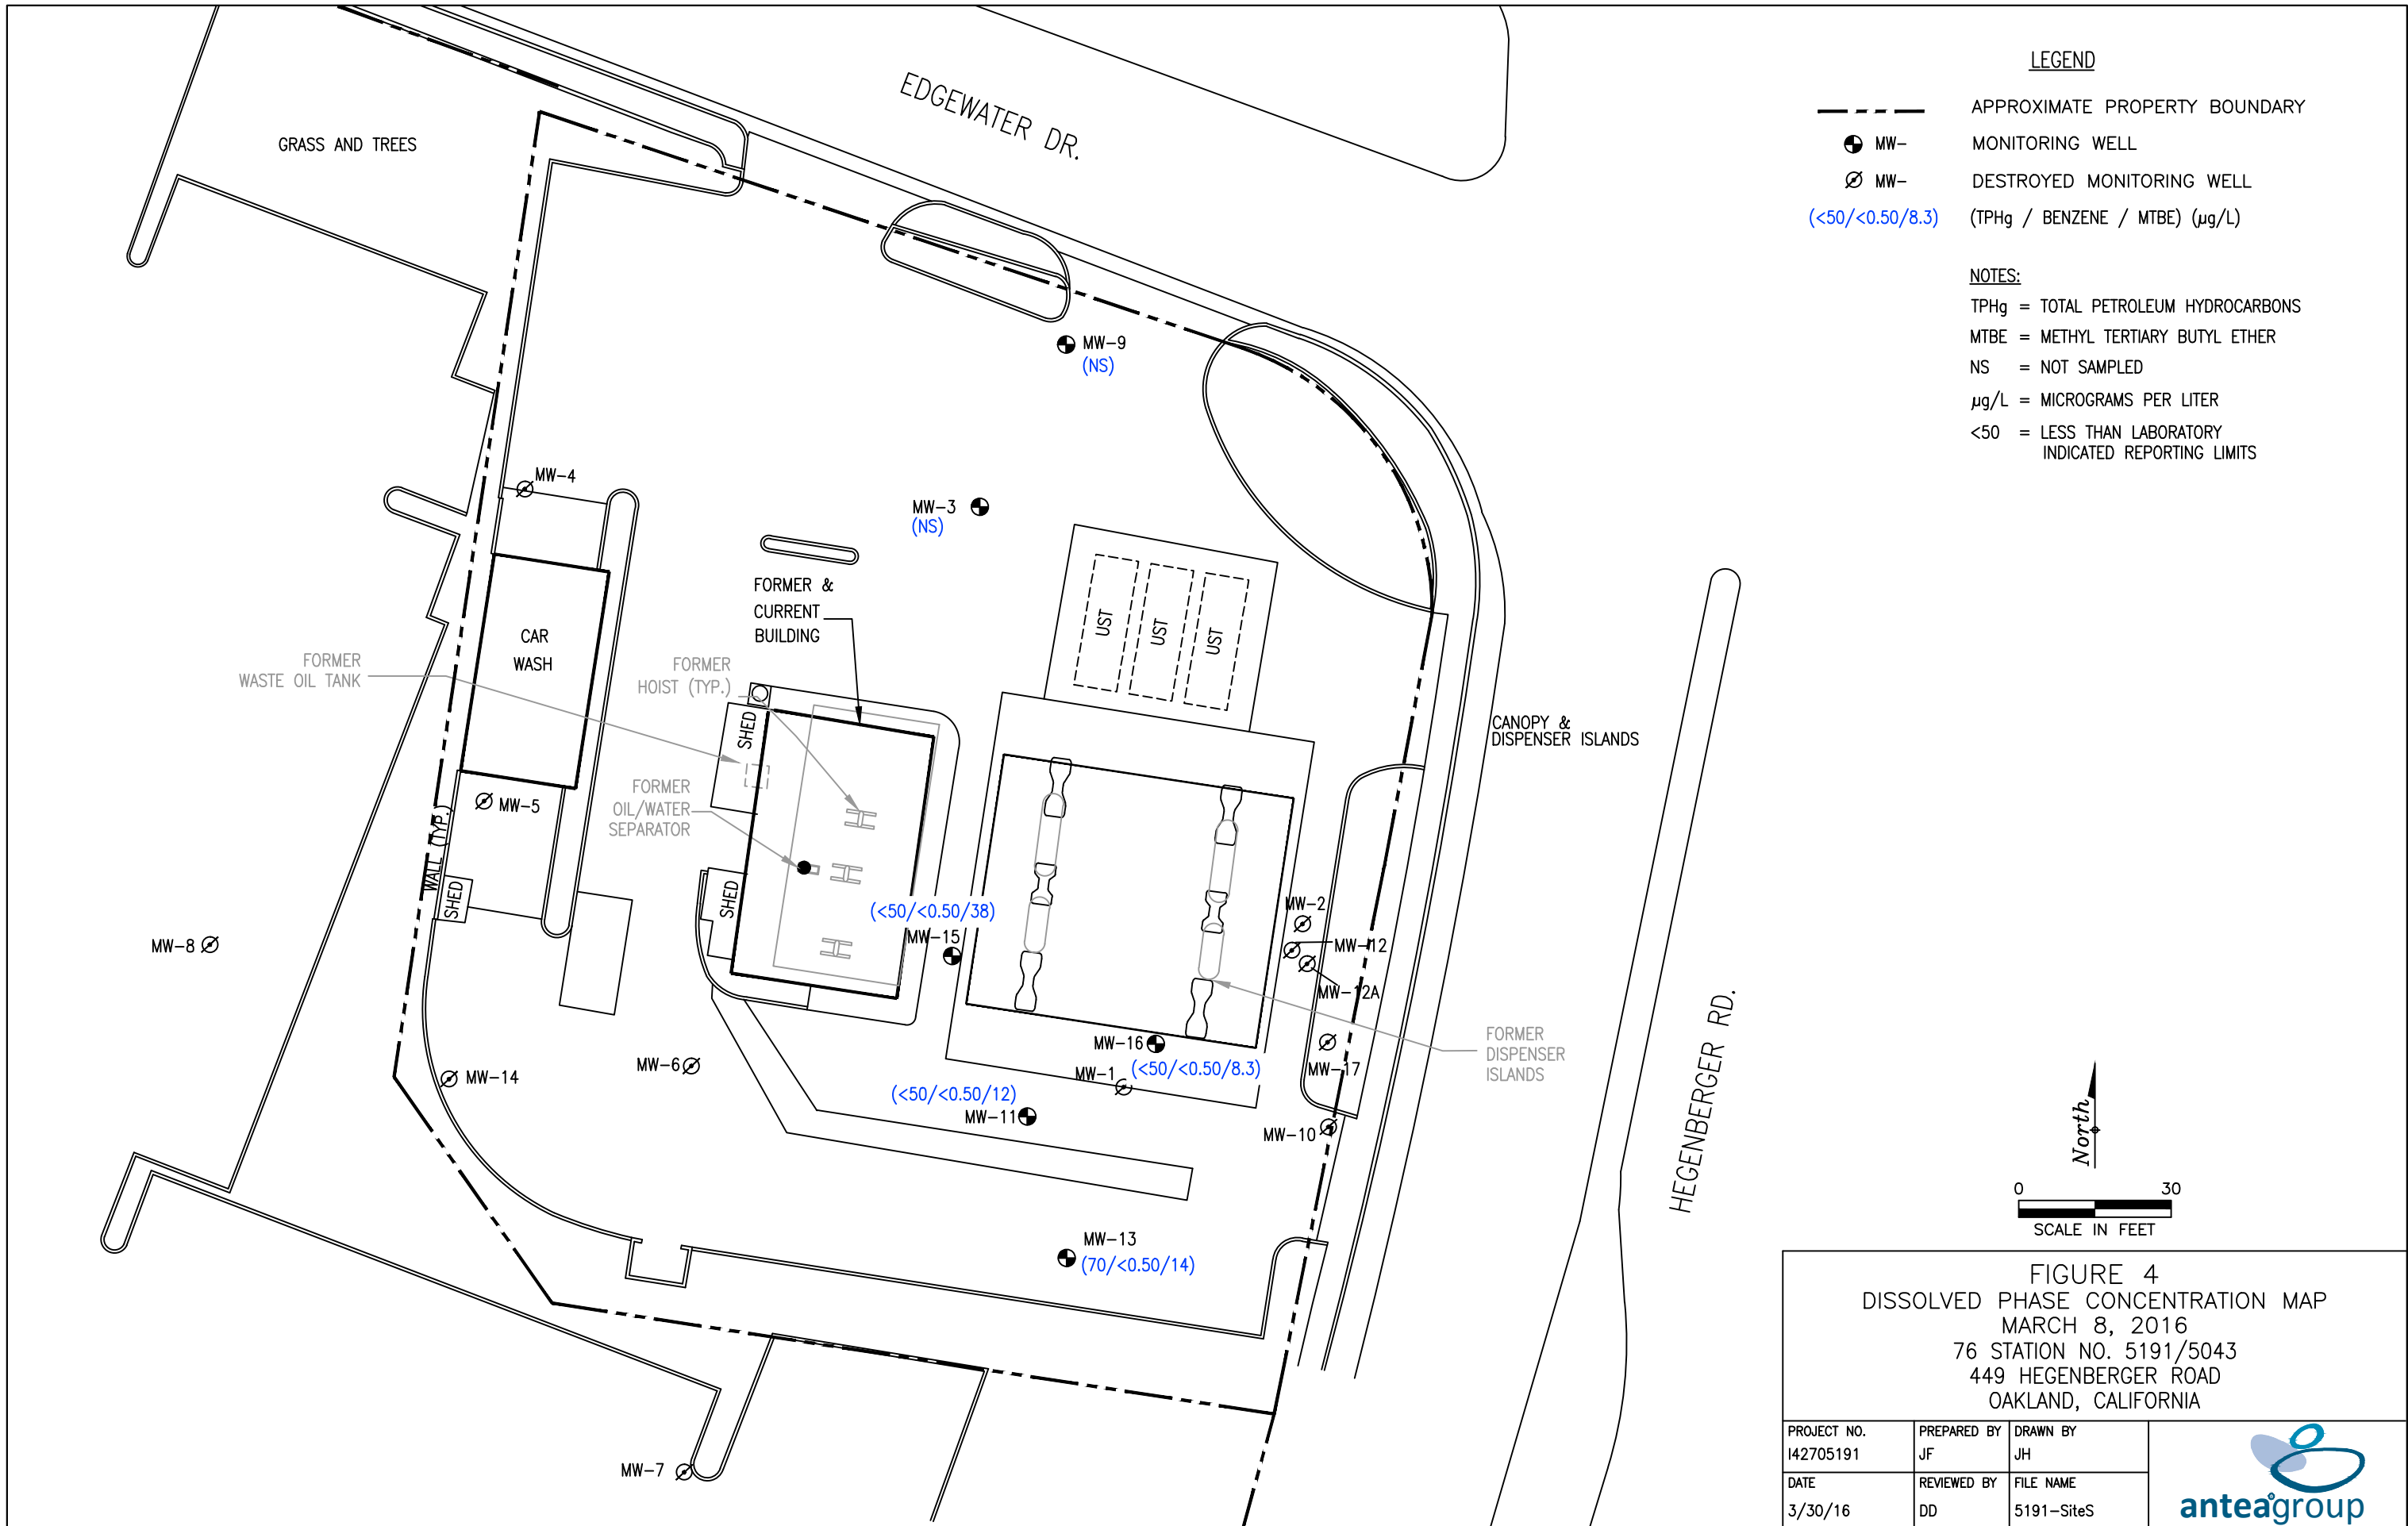 EDGEWATER DR.
GRASS AND TREES
LEGEND
APPROXIMATE PROPERTY BOUNDARY
MW- MONITORING WELL
MW- DESTROYED MONITORING WELL
(<50/<0.50/8.3) (TPHg / BENZENE / MTBE) (µg/L)
NOTES:
TPHg = TOTAL PETROLEUM HYDROCARBONS
MTBE = METHYL TERTIARY BUTYL ETHER
NS = NOT SAMPLED
µg/L = MICROGRAMS PER LITER
<50 = LESS THAN LABORATORY
INDICATED REPORTING LIMITS
MW-9
(NS)
MW-4
MW-3
(NS)
FORMER &
CURRENT
BUILDING
UST
UST
UST
CAR
WASH
FORMER
WASTE OIL TANK
FORMER
HOIST (TYP.)
SHED
CANOPY &
DISPENSER ISLANDS
FORMER
OIL/WATER
SEPARATOR
MW-5
WALL (TYP.)
SHED
SHED
(<50/<0.50/38)
MW-15
MW-2
MW-12
MW-12A
MW-8
MW-16
(<50/<0.50/8.3)
MW-1
MW-17
FORMER
DISPENSER
ISLANDS
MW-6
MW-14
(<50/<0.50/12)
MW-11
MW-10
HEGENBERGER RD.
MW-13
(70/<0.50/14)
MW-7
North
0 30
SCALE IN FEET
FIGURE 4
DISSOLVED PHASE CONCENTRATION MAP
MARCH 8, 2016
76 STATION NO. 5191/5043
449 HEGENBERGER ROAD
OAKLAND, CALIFORNIA
PROJECT NO. PREPARED BY DRAWN BY
I42705191 JF JH
DATE REVIEWED BY FILE NAME
3/30/16 DD 5191-SiteS
anteagroup